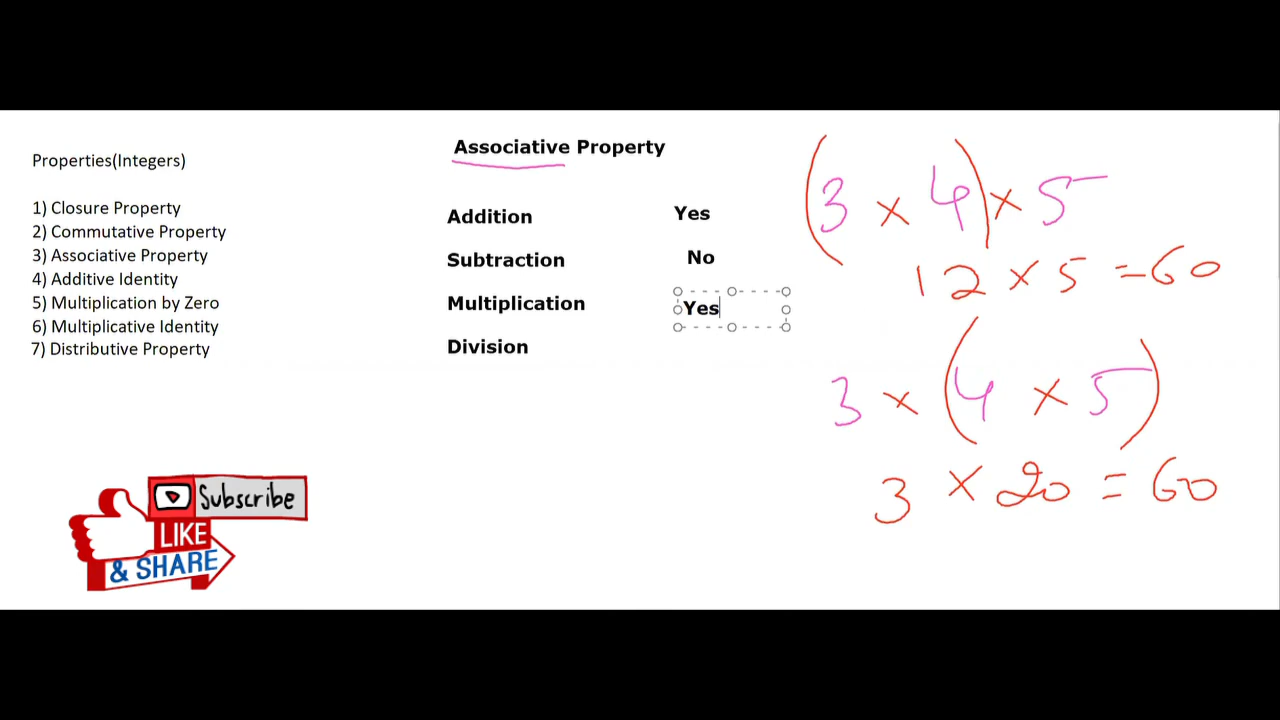 Properties(Integers)
1) Closure Property
2) Commutative Property
3) Associative Property
4) Additive Identity
5) Multiplication by Zero
6) Multiplicative Identity
7) Distributive Property
Associative Property
Addition Yes
Subtraction No
Multiplication Yes
Division
(3 × 4) × 5
12 × 5 = 60
3 × (4 × 5)
3 × 20 = 60
Subscribe
LIKE
& SHARE